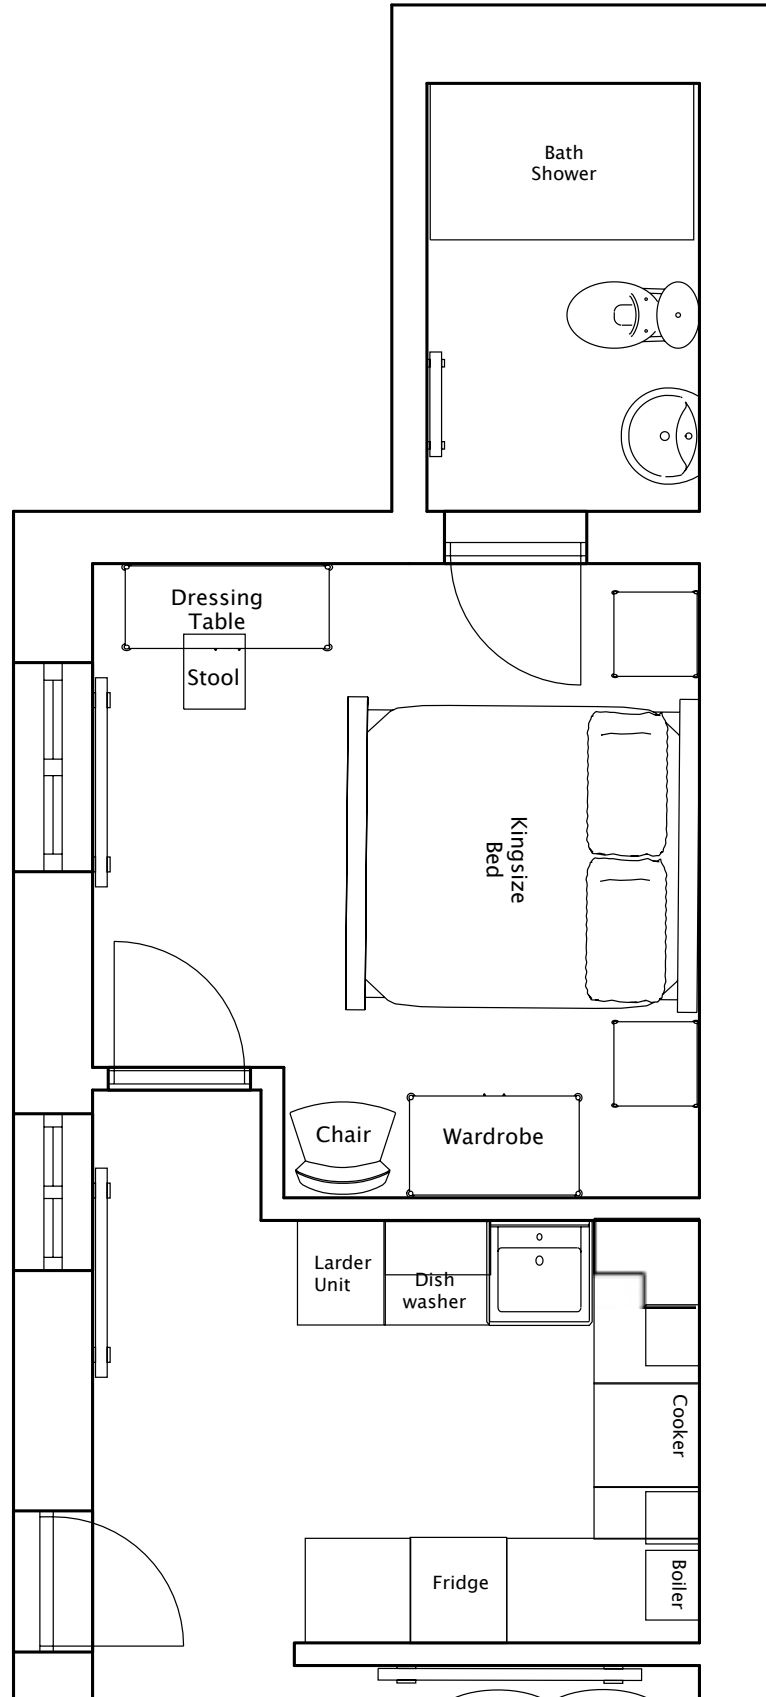 Bath
Shower
Dressing
Table
Stool
Kingsize
Bed
Chair
Wardrobe
Larder
Unit
Dish
washer
Cooker
Fridge
Boiler